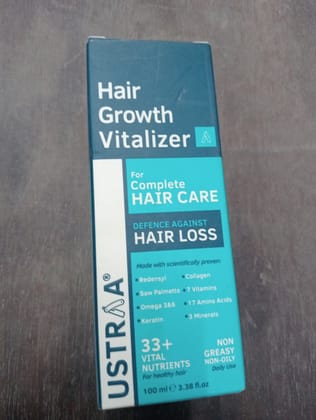 Hair
Growth
Vitalizer
For
Complete
HAIR CARE
DEFENCE AGAINST
HAIR LOSS
Made with scientifically proven:
• Redensyl
• Saw Palmetto
• Omega 3&6
• Keratin
• Collagen
• 7 Vitamins
• 17 Amino Acids
• 3 Minerals
33+
VITAL
NUTRIENTS
For healthy hair
NON
GREASY
NON-OILY
Daily Use
100 ml e 3.38 fl.oz
USTRAA®